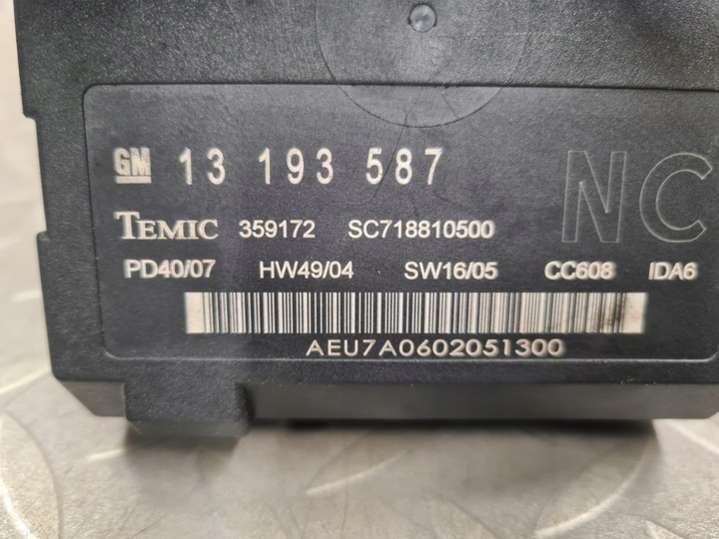 GM 13 193 587
NC
TEMIC 359172 SC718810500
PD40/07 HW49/04 SW16/05 CC608 IDA6
AEU7A0602051300